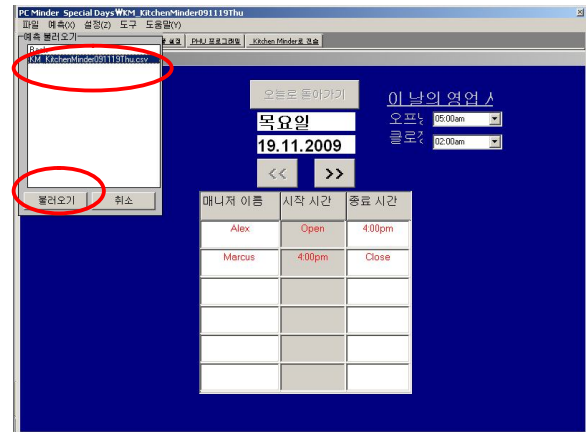 PC Minder Special Days₩KM_KitchenMinder091119Thu
파일 예측(X) 설정(Z) 도구 도움말(Y)
예측 불러오기
PHU 프로그래밍 Kitchen Minder로 전송
KM_KitchenMinder091119Thu.csv
오늘로 돌아가기
이 날의 영업 시
목요일
오프닝 05:00am
19.11.2009
클로징 02:00am
<< >>
불러오기 취소
매니저 이름 시작 시간 종료 시간
Alex Open 4:00pm
Marcus 4:00pm Close